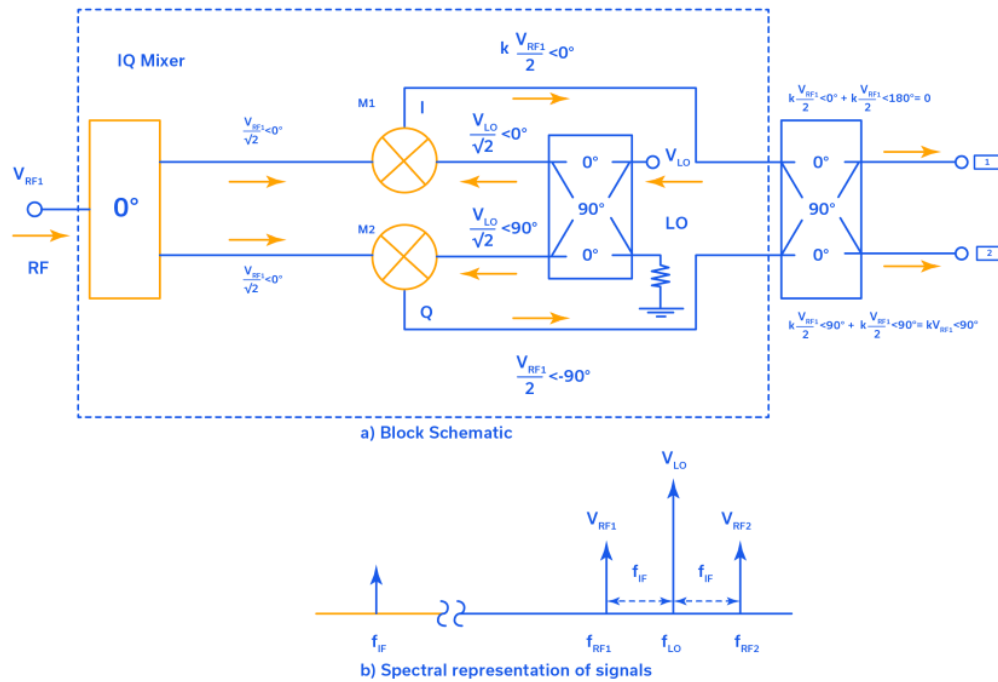 IQ Mixer
k V_RF1/2 <0°
k V_RF1/2 <0° + k V_RF1/2 <180° = 0
M1
I
V_RF1/√2 <0°
V_LO/√2 <0°
0°
V_LO
0°
1
V_RF1
0°
90°
90°
M2
V_LO/√2 <90°
LO
RF
0°
0°
2
V_RF1/√2 <0°
Q
k V_RF1/2 <90° + k V_RF1/2 <90° = kV_RF1 <90°
V_RF1/2 <-90°
a) Block Schematic
V_LO
V_RF1
V_RF2
f_IF
f_IF
f_IF
f_RF1
f_LO
f_RF2
b) Spectral representation of signals